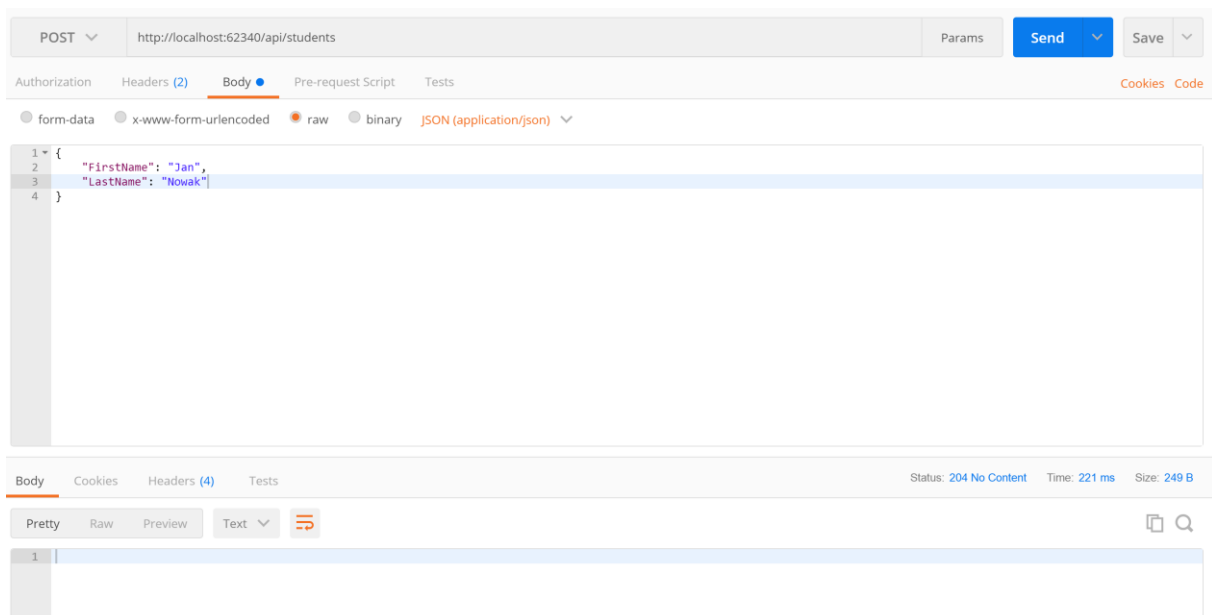 POST http://localhost:62340/api/students Params Send Save
Authorization Headers (2) Body Pre-request Script Tests Cookies Code
form-data x-www-form-urlencoded raw binary JSON (application/json)
1 {
2 "FirstName": "Jan",
3 "LastName": "Nowak"
4 }
Body Cookies Headers (4) Tests Status: 204 No Content Time: 221 ms Size: 249 B
Pretty Raw Preview Text
1